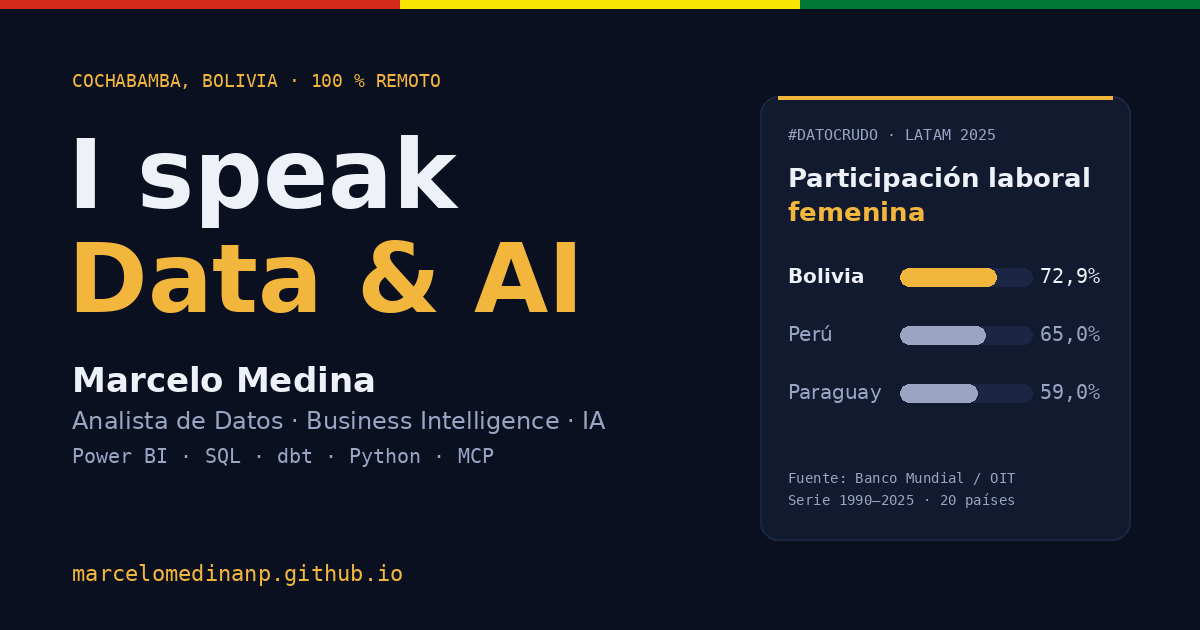 COCHABAMBA, BOLIVIA · 100 % REMOTO
I speak
Data & AI
Marcelo Medina
Analista de Datos · Business Intelligence · IA
Power BI · SQL · dbt · Python · MCP
marcelomedinanp.github.io
#DATOCRUDO · LATAM 2025
Participación laboral
femenina
Bolivia 72,9%
Perú 65,0%
Paraguay 59,0%
Fuente: Banco Mundial / OIT
Serie 1990–2025 · 20 países